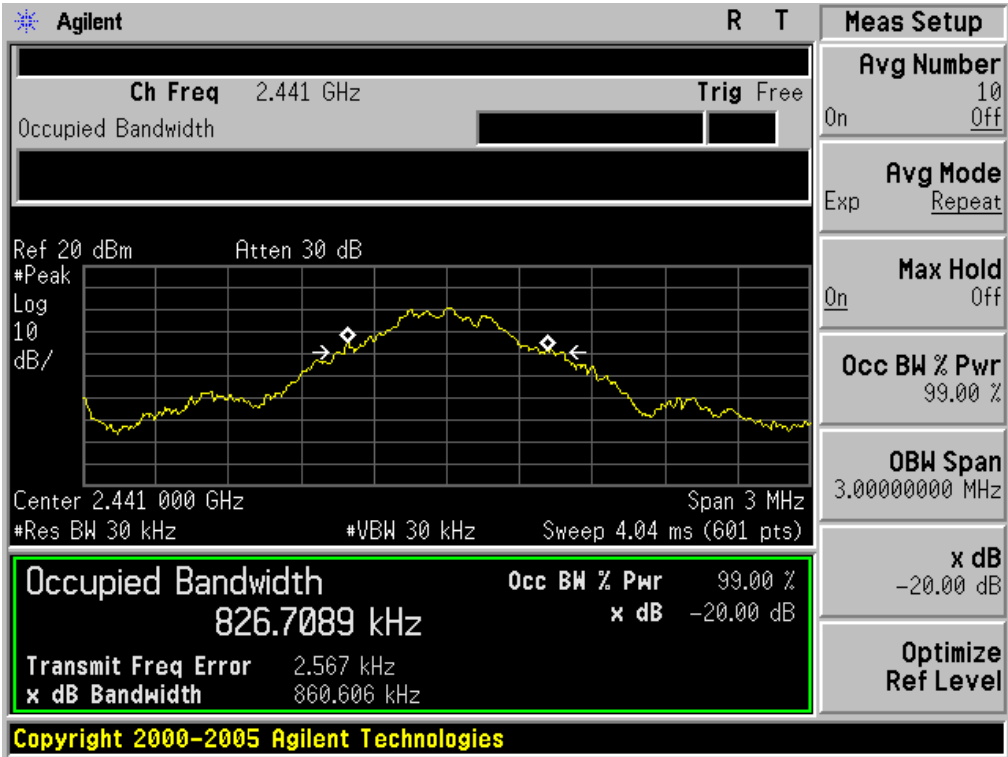 Agilent R T
Ch Freq 2.441 GHz Trig Free
Occupied Bandwidth
Ref 20 dBm Atten 30 dB
#Peak
Log
10
dB/
Center 2.441 000 GHz Span 3 MHz
#Res BW 30 kHz #VBW 30 kHz Sweep 4.04 ms (601 pts)
Occupied Bandwidth
826.7089 kHz
Occ BW % Pwr 99.00 %
x dB -20.00 dB
Transmit Freq Error 2.567 kHz
x dB Bandwidth 860.606 kHz
Copyright 2000-2005 Agilent Technologies
Meas Setup
Avg Number
10
On Off
Avg Mode
Exp Repeat
Max Hold
On Off
Occ BW % Pwr
99.00 %
OBW Span
3.00000000 MHz
x dB
-20.00 dB
Optimize
Ref Level